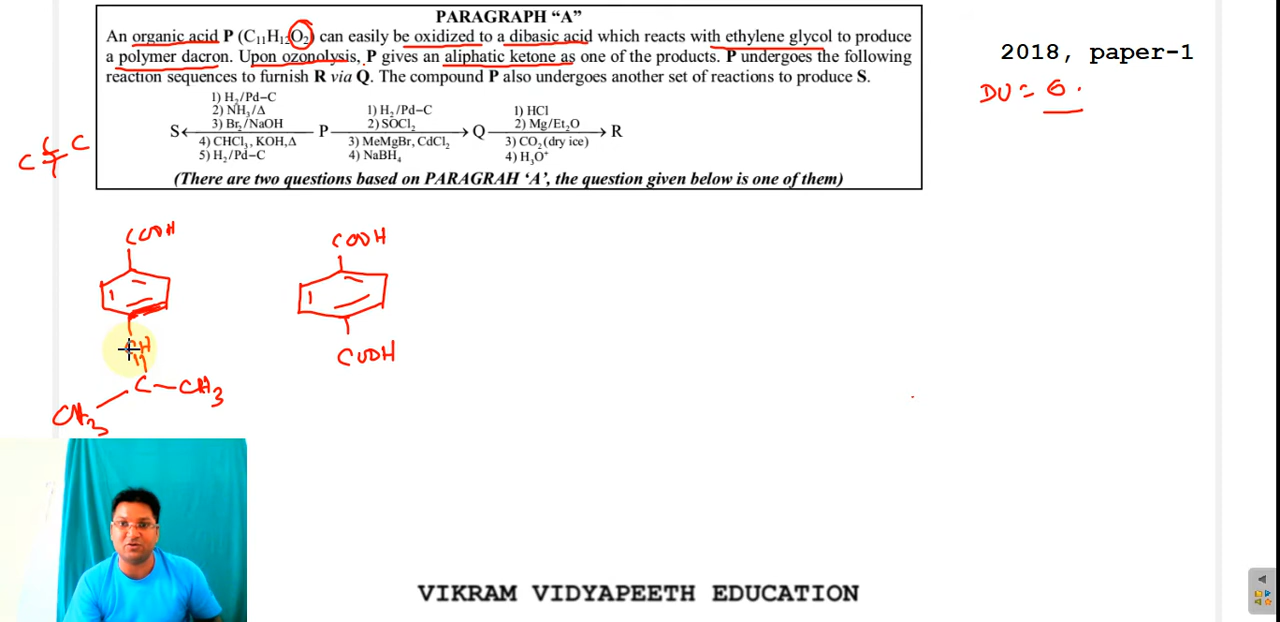 PARAGRAPH “A”
An organic acid P (C₁₁H₁₂O₂) can easily be oxidized to a dibasic acid which reacts with ethylene glycol to produce
a polymer dacron. Upon ozonolysis, P gives an aliphatic ketone as one of the products. P undergoes the following
reaction sequences to furnish R via Q. The compound P also undergoes another set of reactions to produce S.
1) H₂/Pd–C
2) NH₃/Δ
3) Br₂/NaOH
4) CHCl₃, KOH,Δ
5) H₂/Pd–C
1) H₂/Pd–C
2) SOCl₂
3) MeMgBr, CdCl₂
4) NaBH₄
1) HCl
2) Mg/Et₂O
3) CO₂ (dry ice)
4) H₃O⁺
S P Q R
(There are two questions based on PARAGRAH ‘A’, the question given below is one of them)
2018, paper-1
DU = 6.
C C C
COOH
CH
C – CH₃
CH₃
COOH
COOH
VIKRAM VIDYAPEETH EDUCATION